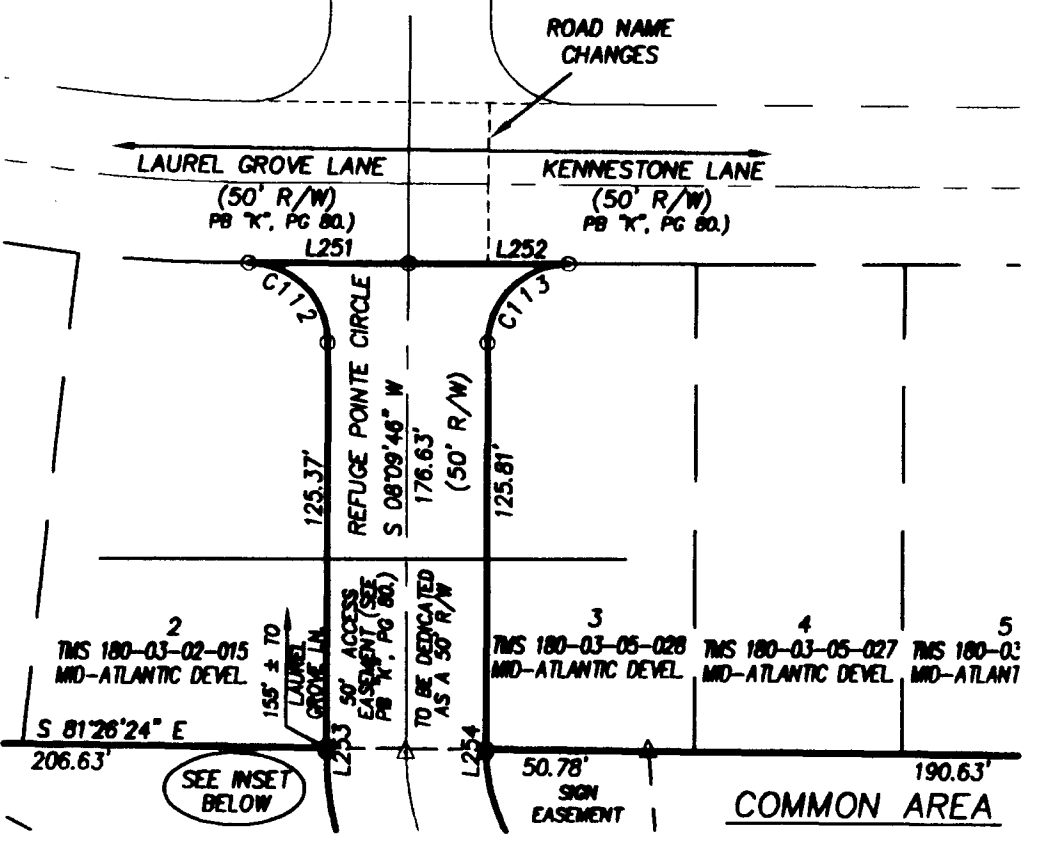 ROAD NAME
CHANGES
LAUREL GROVE LANE
(50' R/W)
PB "K", PG 80.)
KENNESTONE LANE
(50' R/W)
PB "K", PG 80.)
L251
L252
C112
C113
REFUGE POINTE CIRCLE
S 08°09'46" W
176.63'
(50' R/W)
125.37'
125.81'
2
TMS 180-03-02-015
MID-ATLANTIC DEVEL.
155' ± TO
LAUREL
GROVE LN.
50' ACCESS
EASEMENT (SEE
PB "K", PG 80.)
TO BE DEDICATED
AS A 50' R/W
3
TMS 180-03-05-028
MID-ATLANTIC DEVEL.
4
TMS 180-03-05-027
MID-ATLANTIC DEVEL.
5
TMS 180-03
MID-ATLANT
S 81°26'24" E
206.63'
L253
L254
SEE INSET
BELOW
50.78'
SIGN
EASEMENT
190.63'
COMMON AREA